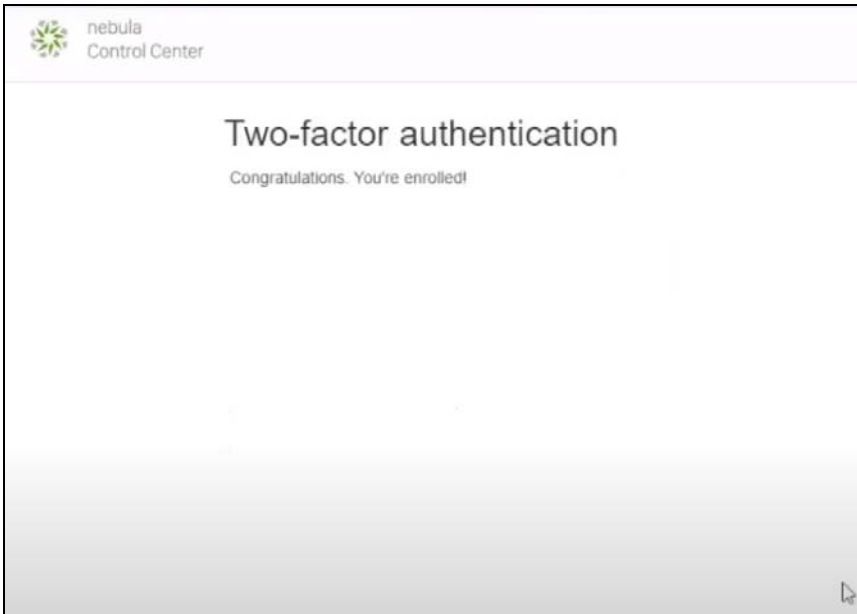 nebula
Control Center
Two-factor authentication
Congratulations. You're enrolled!